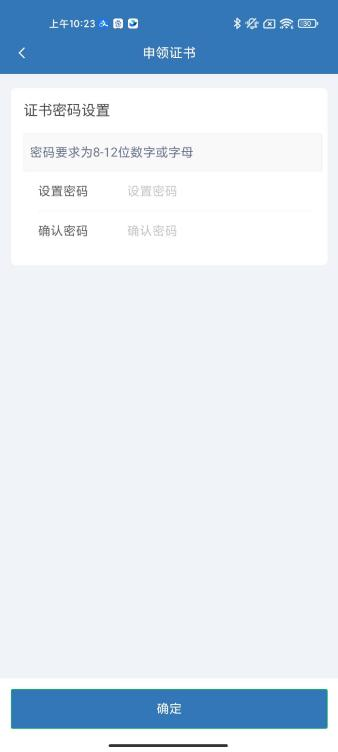 上午10:23
30
申领证书
证书密码设置
密码要求为8-12位数字或字母
设置密码 设置密码
确认密码 确认密码
确定